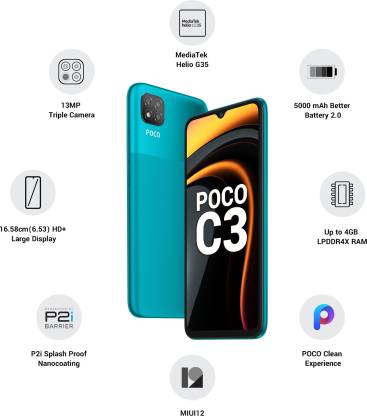 MediaTek
helio G35
MediaTek
Helio G35
13MP
Triple Camera
5000 mAh Better
Battery 2.0
POCO
POCO
C3
16.58cm(6.53) HD+
Large Display
Up to 4GB
LPDDR4X RAM
P2i
BARRIER
P2i Splash Proof
Nanocoating
POCO Clean
Experience
12
MIUI12